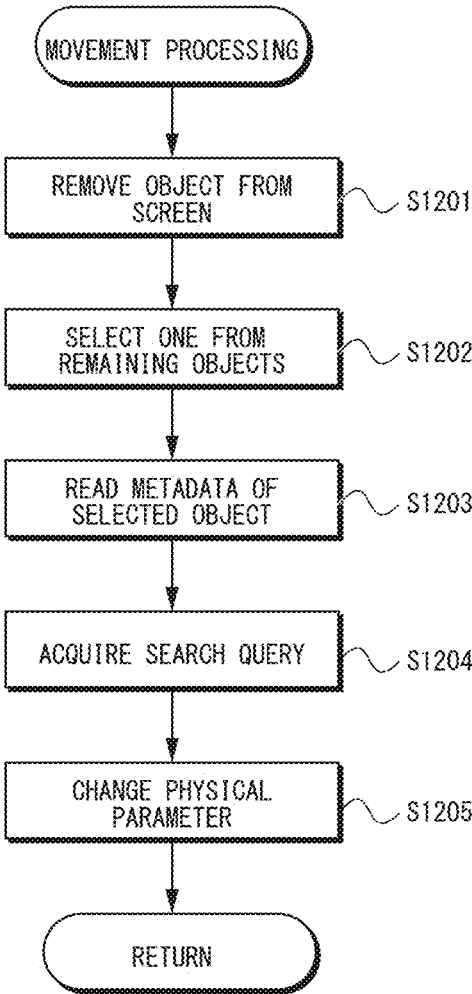 MOVEMENT PROCESSING
REMOVE OBJECT FROM
SCREEN
S1201
SELECT ONE FROM
REMAINING OBJECTS
S1202
READ METADATA OF
SELECTED OBJECT
S1203
ACQUIRE SEARCH QUERY
S1204
CHANGE PHYSICAL
PARAMETER
S1205
RETURN